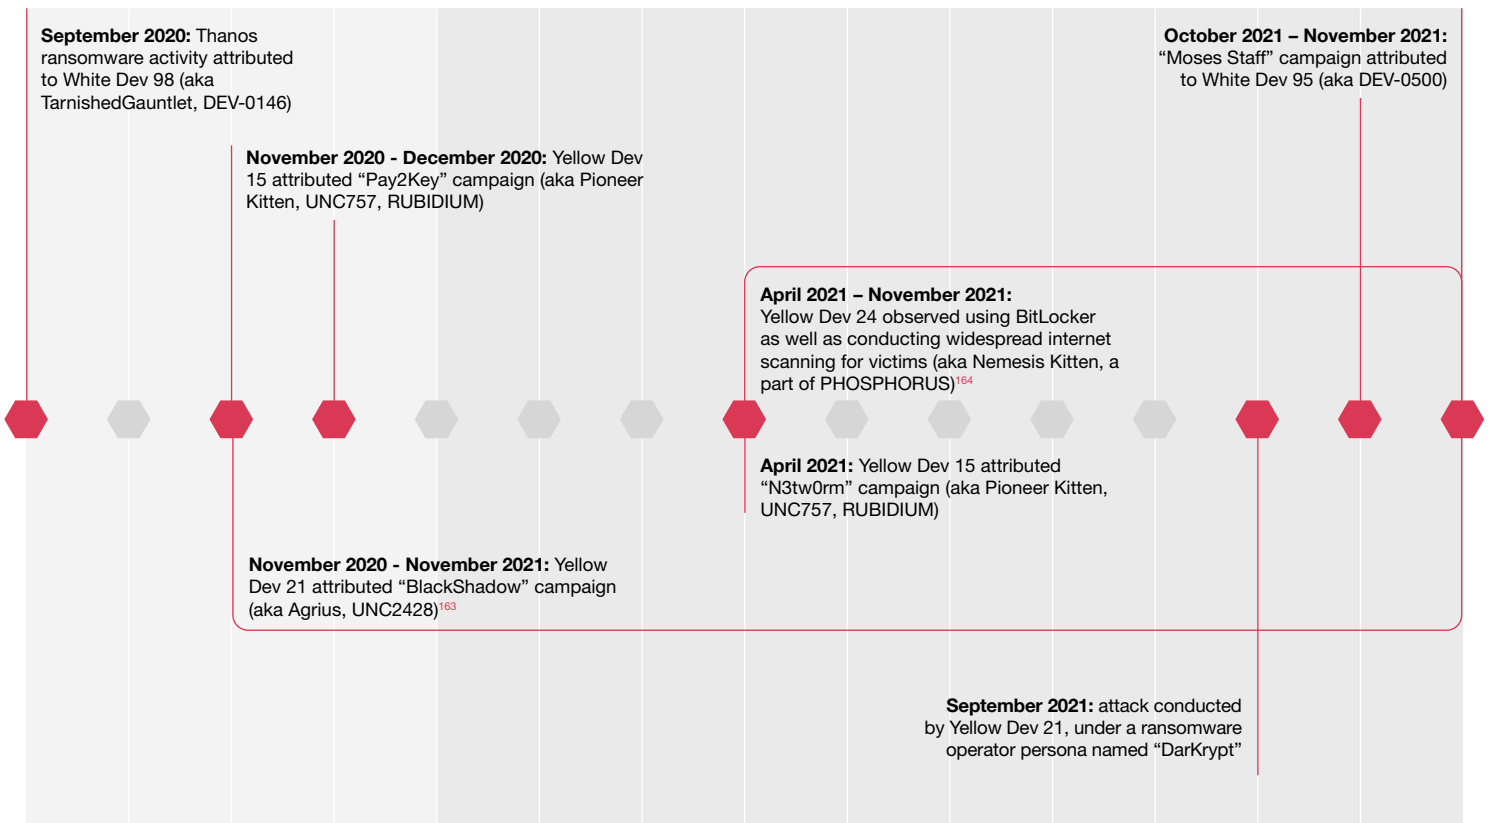 September 2020: Thanos
ransomware activity attributed
to White Dev 98 (aka
TarnishedGauntlet, DEV-0146)
October 2021 – November 2021:
“Moses Staff” campaign attributed
to White Dev 95 (aka DEV-0500)
November 2020 - December 2020: Yellow Dev
15 attributed “Pay2Key” campaign (aka Pioneer
Kitten, UNC757, RUBIDIUM)
April 2021 – November 2021:
Yellow Dev 24 observed using BitLocker
as well as conducting widespread internet
scanning for victims (aka Nemesis Kitten, a
part of PHOSPHORUS)164
April 2021: Yellow Dev 15 attributed
“N3tw0rm” campaign (aka Pioneer Kitten,
UNC757, RUBIDIUM)
November 2020 - November 2021: Yellow
Dev 21 attributed “BlackShadow” campaign
(aka Agrius, UNC2428)163
September 2021: attack conducted
by Yellow Dev 21, under a ransomware
operator persona named “DarKrypt”